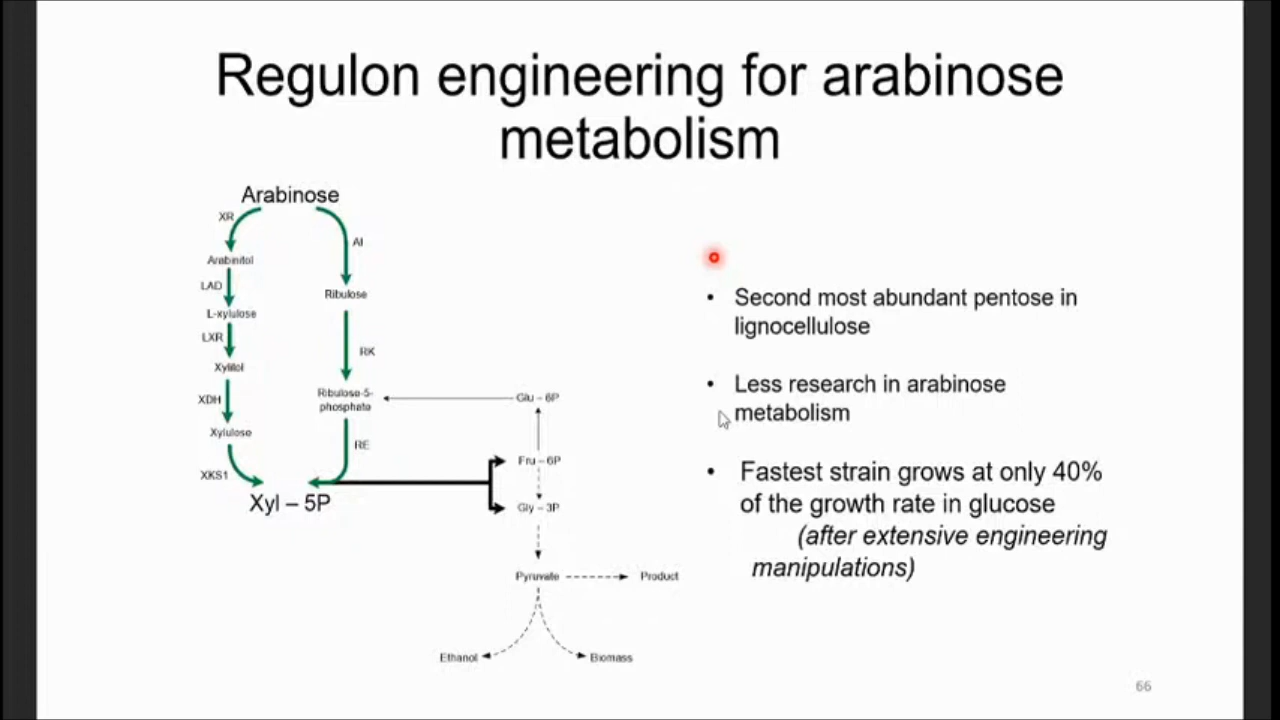 Regulon engineering for arabinose
metabolism
Arabinose
XR
AI
Arabinitol
LAD
Ribulose
L-xylulose
LXR
RK
Xylitol
XDH
Ribulose-5-
phosphate
Glu – 6P
Xylulose
RE
Fru – 6P
XKS1
Xyl – 5P
Gly – 3P
Pyruvate
Product
Ethanol
Biomass
• Second most abundant pentose in
lignocellulose
• Less research in arabinose
metabolism
• Fastest strain grows at only 40%
of the growth rate in glucose
(after extensive engineering
manipulations)
66